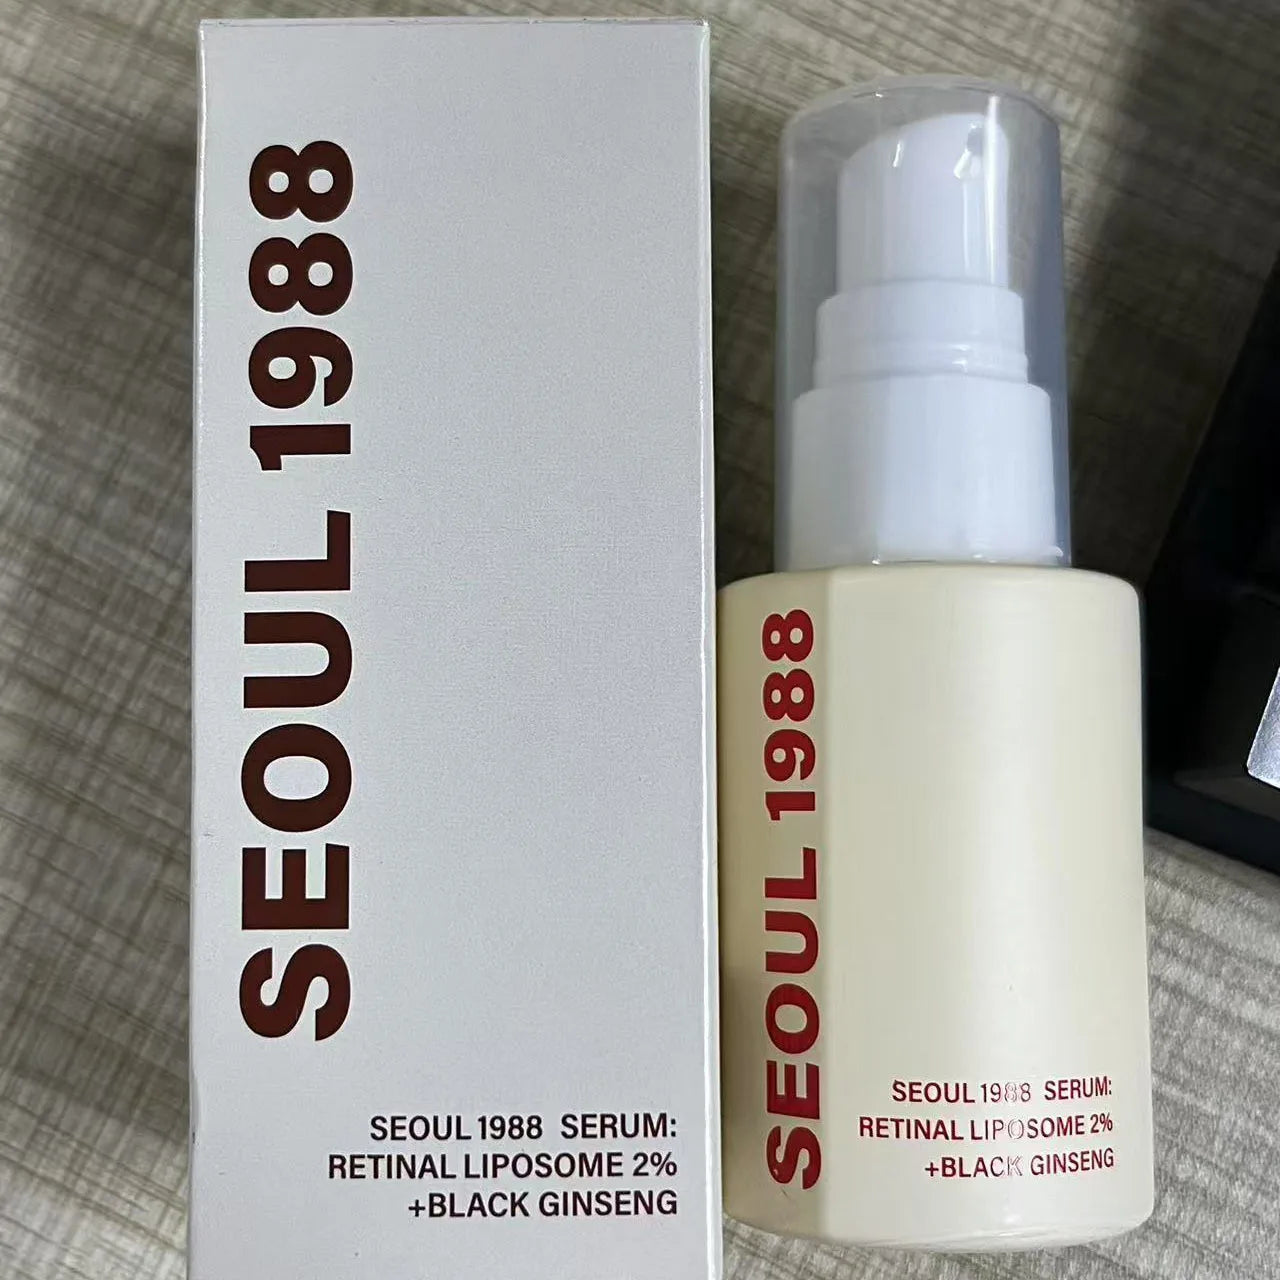 SEOUL 1988
SEOUL 1988 SERUM:
RETINAL LIPOSOME 2%
+BLACK GINSENG
SEOUL 1988
SEOUL 1988 SERUM:
RETINAL LIPOSOME 2%
+BLACK GINSENG